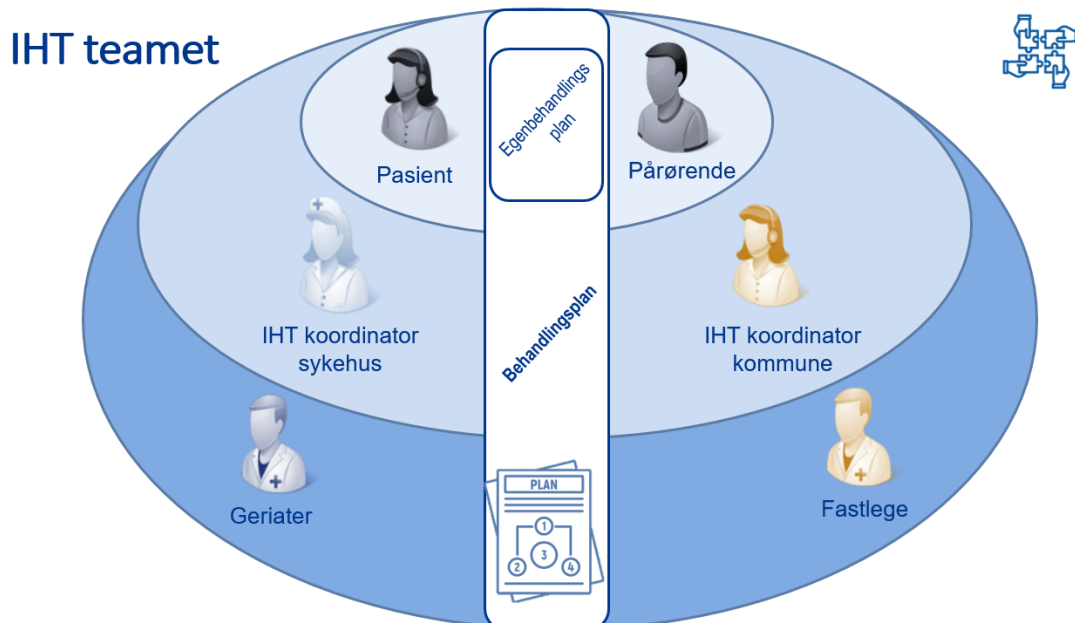 IHT teamet
Egenbehandlings
plan
Pasient
Pårørende
IHT koordinator
sykehus
Behandlingsplan
IHT koordinator
kommune
Geriater
Fastlege
PLAN
1
2
3
4